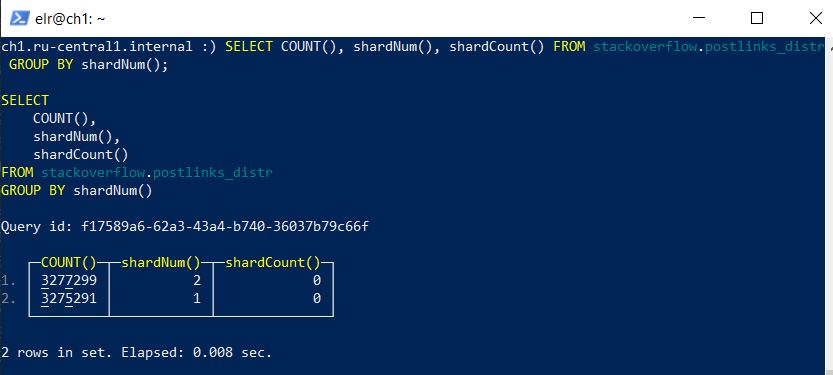 elr@ch1: ~
ch1.ru-central1.internal :) SELECT COUNT(), shardNum(), shardCount() FROM stackoverflow.postlinks_distr
GROUP BY shardNum();
SELECT
COUNT(),
shardNum(),
shardCount()
FROM stackoverflow.postlinks_distr
GROUP BY shardNum()
Query id: f17589a6-62a3-43a4-b740-36037b79c66f
COUNT() shardNum() shardCount()
1. 3277299 2 0
2. 3275291 1 0
2 rows in set. Elapsed: 0.008 sec.